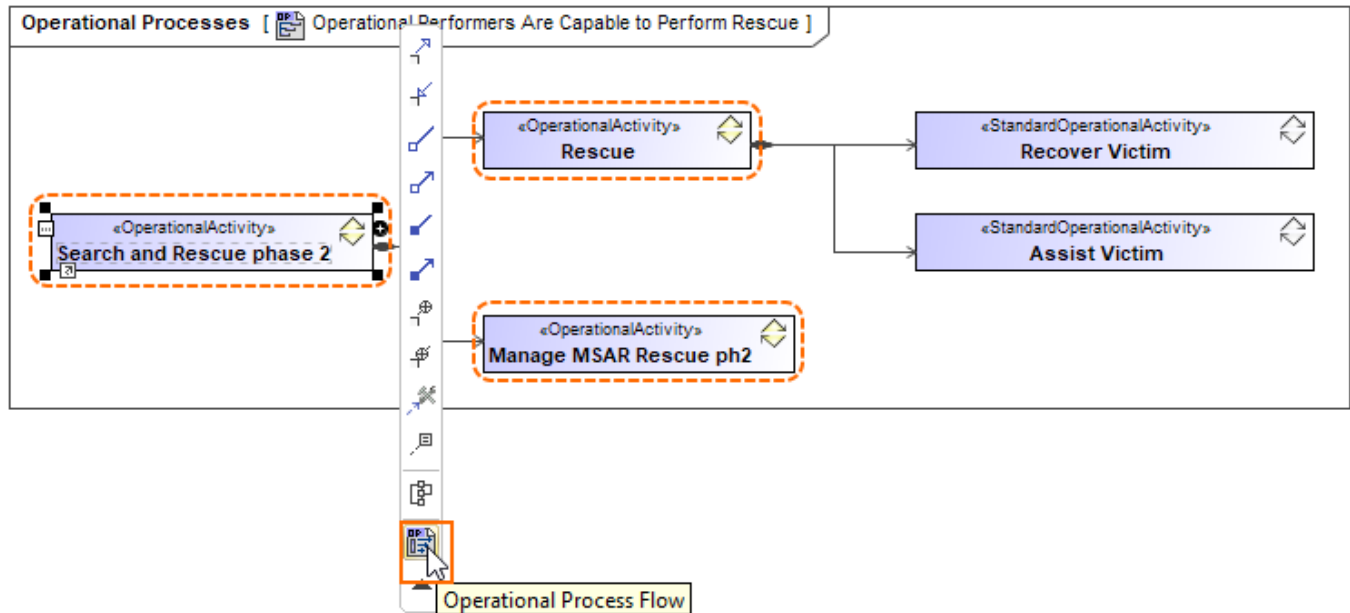 Operational Processes [ Operational Performers Are Capable to Perform Rescue ]
«OperationalActivity»
Rescue
«StandardOperationalActivity»
Recover Victim
«OperationalActivity»
Search and Rescue phase 2
«StandardOperationalActivity»
Assist Victim
«OperationalActivity»
Manage MSAR Rescue ph2
Operational Process Flow